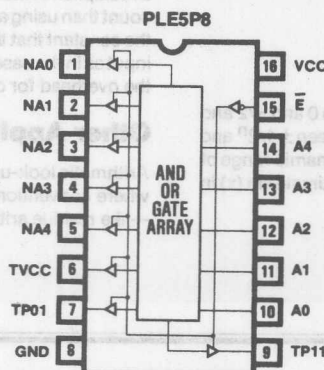 PLE5P8
NA0 1
16 VCC
NA1 2
15 E̅
NA2 3
14 A4
NA3 4
13 A3
NA4 5
12 A2
TVCC 6
11 A1
TP01 7
10 A0
GND 8
9 TP11
AND
OR
GATE
ARRAY